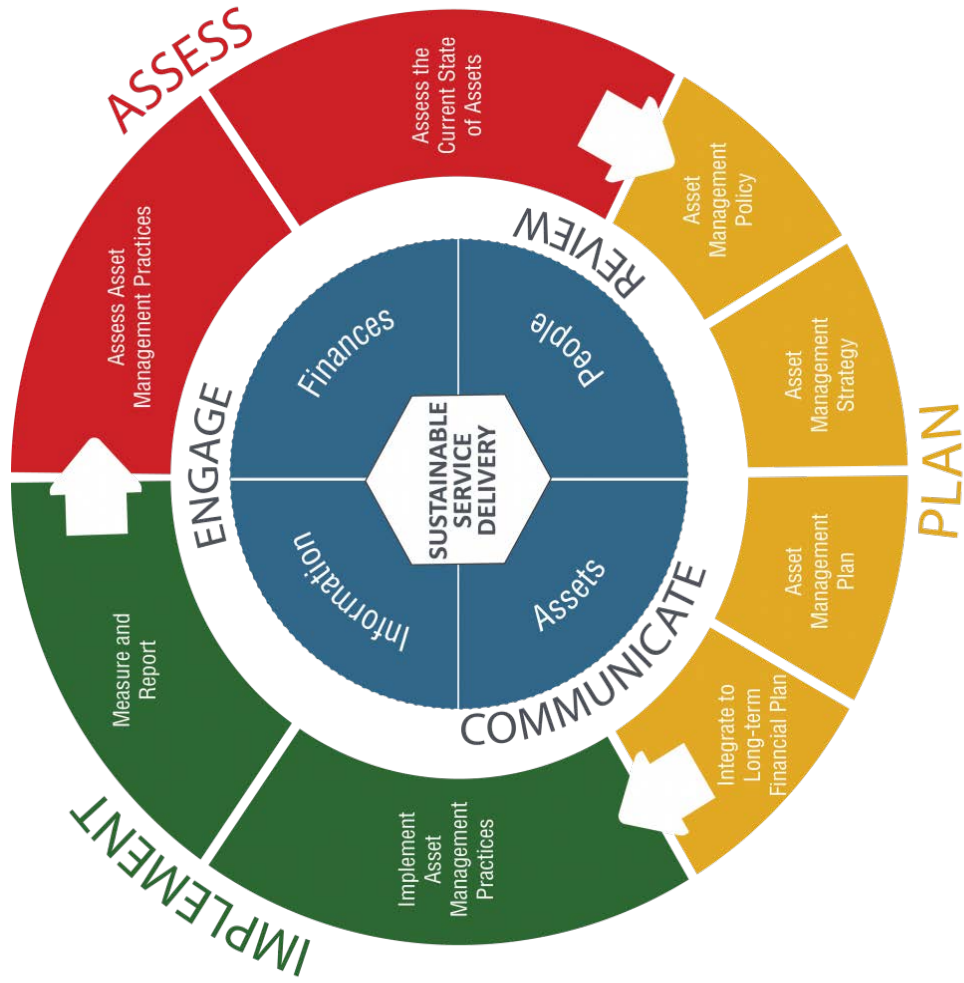 ASSESS
Assess Asset
Management Practices
Assess the
Current State
of Assets
PLAN
Asset
Management
Policy
Asset
Management
Strategy
Asset
Management
Plan
Integrate to
Long-term
Financial Plan
IMPLEMENT
Implement
Asset
Management
Practices
Measure and
Report
ENGAGE
REVIEW
COMMUNICATE
Finances
People
Assets
Information
SUSTAINABLE
SERVICE
DELIVERY